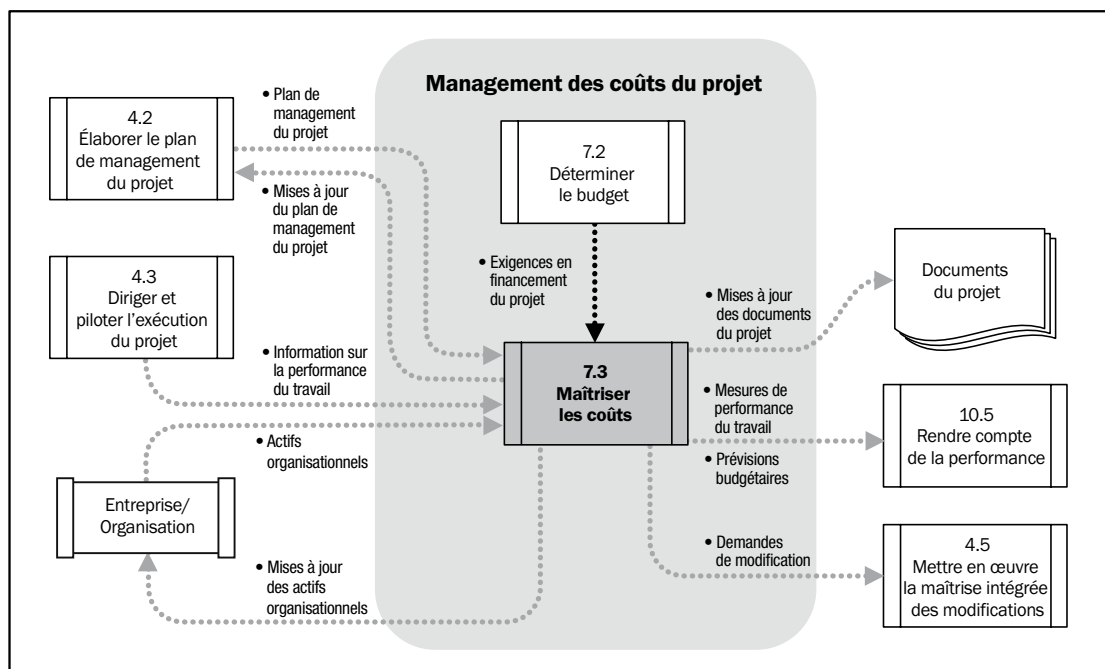 Management des coûts du projet
4.2
Élaborer le plan
de management
du projet
• Plan de
management
du projet
• Mises à jour
du plan de
management
du projet
7.2
Déterminer
le budget
4.3
Diriger et
piloter l’exécution
du projet
• Exigences en
financement
du projet
• Mises à jour
des documents
du projet
Documents
du projet
• Information sur
la performance
du travail
7.3
Maîtriser
les coûts
• Mesures de
performance
du travail
• Prévisions
budgétaires
10.5
Rendre compte
de la performance
• Actifs
organisationnels
Entreprise/
Organisation
• Mises à jour
des actifs
organisationnels
• Demandes
de modification
4.5
Mettre en œuvre
la maîtrise intégrée
des modifications